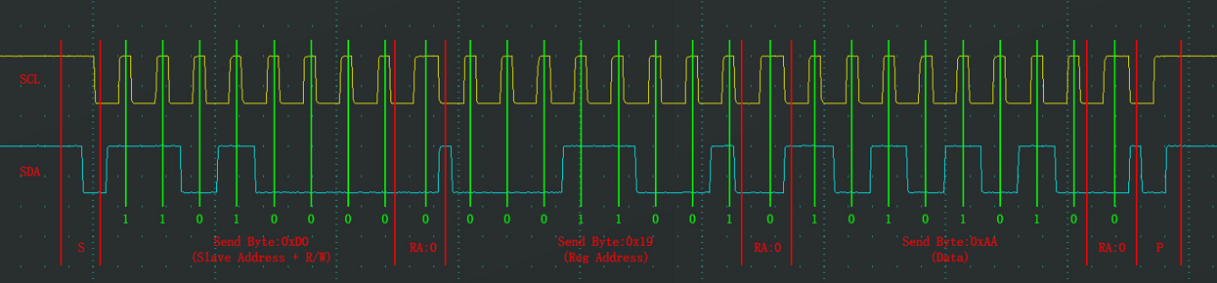 SCL
SDA
1 1 0 1 0 0 0 0 0 0 0 0 1 1 0 0 1 0 1 0 1 0 1 0 1 0 0
S Send Byte:0xD0 RA:0 Send Byte:0x19 RA:0 Send Byte:0xAA RA:0 P
(Slave Address + R/W) (Reg Address) (Data)